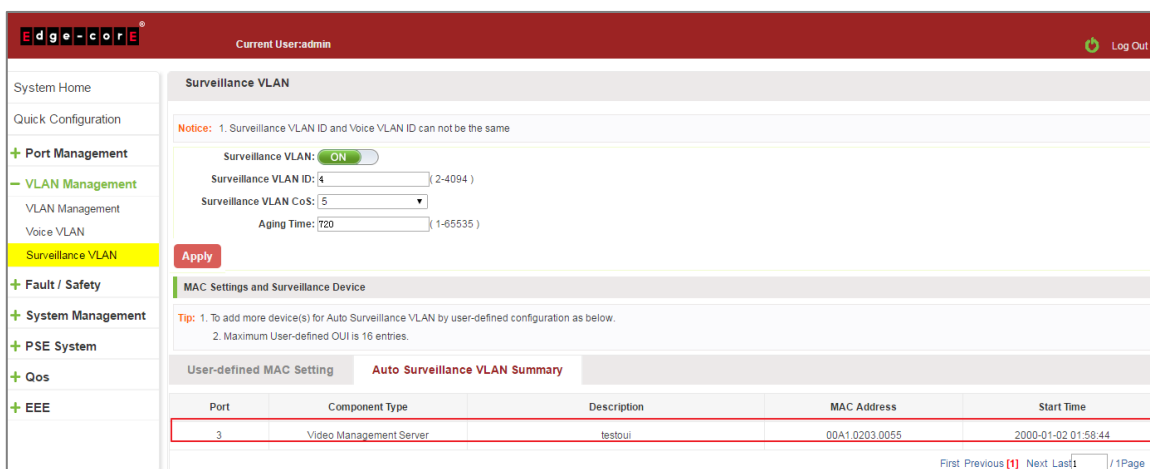 Edge-corE®
Current User:admin
Log Out
System Home
Quick Configuration
+ Port Management
− VLAN Management
VLAN Management
Voice VLAN
Surveillance VLAN
+ Fault / Safety
+ System Management
+ PSE System
+ Qos
+ EEE
Surveillance VLAN
Notice: 1. Surveillance VLAN ID and Voice VLAN ID can not be the same
Surveillance VLAN: ON
Surveillance VLAN ID: 4 ( 2-4094 )
Surveillance VLAN CoS: 5
Aging Time: 720 ( 1-65535 )
Apply
MAC Settings and Surveillance Device
Tip: 1. To add more device(s) for Auto Surveillance VLAN by user-defined configuration as below.
2. Maximum User-defined OUI is 16 entries.
User-defined MAC Setting Auto Surveillance VLAN Summary
Port Component Type Description MAC Address Start Time
3 Video Management Server testoui 00A1.0203.0055 2000-01-02 01:58:44
First Previous [1] Next Last 1 / 1Page